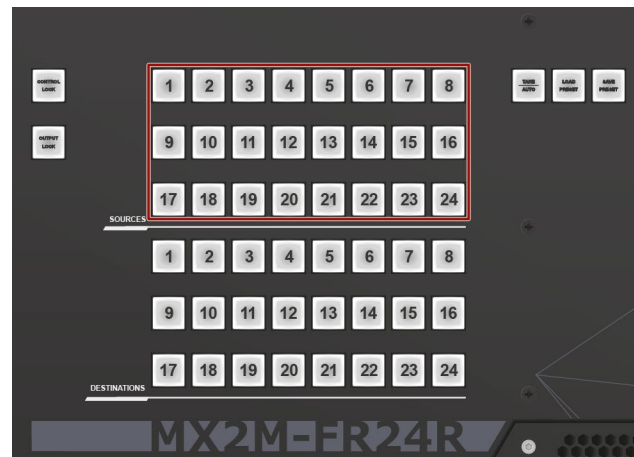 CONTROL LOCK
1 2 3 4 5 6 7 8
TAKE AUTO
LOAD PRESET
SAVE PRESET
OUTPUT LOCK
9 10 11 12 13 14 15 16
17 18 19 20 21 22 23 24
SOURCES
1 2 3 4 5 6 7 8
9 10 11 12 13 14 15 16
17 18 19 20 21 22 23 24
DESTINATIONS
MX2M-FR24R